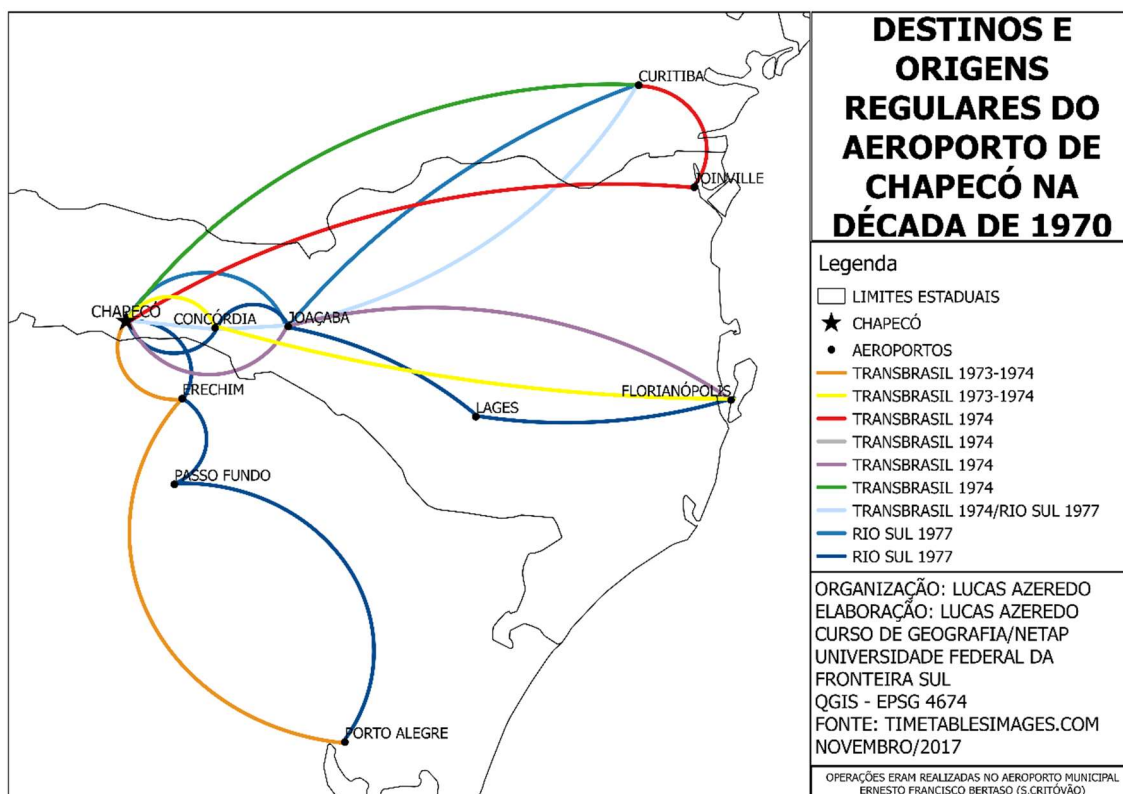 DESTINOS E
ORIGENS
REGULARES DO
AEROPORTO DE
CHAPECÓ NA
DÉCADA DE 1970
CURITIBA
JOINVILLE
CHAPECÓ
CONCÓRDIA
JOAÇABA
ERECHIM
LAGES
FLORIANÓPOLIS
PASSO FUNDO
PORTO ALEGRE
Legenda
LIMITES ESTADUAIS
CHAPECÓ
AEROPORTOS
TRANSBRASIL 1973-1974
TRANSBRASIL 1973-1974
TRANSBRASIL 1974
TRANSBRASIL 1974
TRANSBRASIL 1974
TRANSBRASIL 1974
TRANSBRASIL 1974/RIO SUL 1977
RIO SUL 1977
RIO SUL 1977
ORGANIZAÇÃO: LUCAS AZEREDO
ELABORAÇÃO: LUCAS AZEREDO
CURSO DE GEOGRAFIA/NETAP
UNIVERSIDADE FEDERAL DA
FRONTEIRA SUL
QGIS - EPSG 4674
FONTE: TIMETABLESIMAGES.COM
NOVEMBRO/2017
OPERAÇÕES ERAM REALIZADAS NO AEROPORTO MUNICIPAL
ERNESTO FRANCISCO BERTASO (S.CRITÓVÃO)